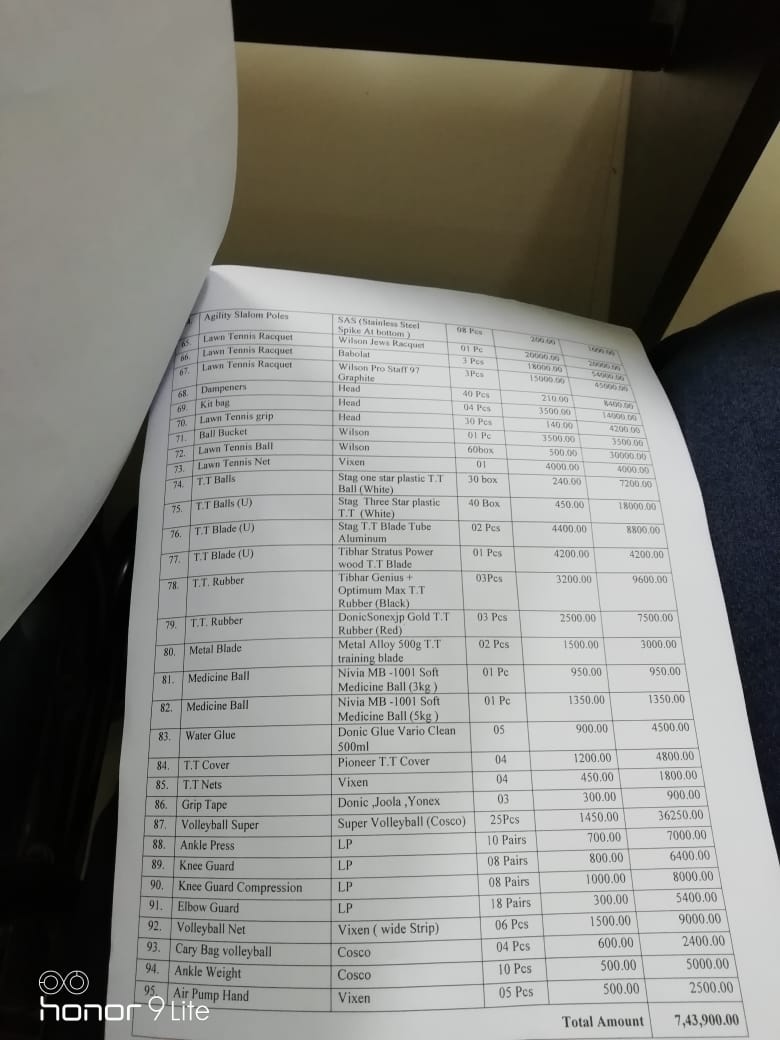 Agility Slalom Poles SAS (Stainless Steel Spike At bottom ) 08 Pcs 200.00 1600.00
65. Lawn Tennis Racquet Wilson Jews Racquet 01 Pc 20000.00 20000.00
66. Lawn Tennis Racquet Babolat 3 Pcs 18000.00 54000.00
67. Lawn Tennis Racquet Wilson Pro Staff 97 Graphite 3Pcs 15000.00 45000.00
68. Dampeners Head 40 Pcs 210.00 8400.00
69. Kit bag Head 04 Pcs 3500.00 14000.00
70. Lawn Tennis grip Head 30 Pcs 140.00 4200.00
71. Ball Bucket Wilson 01 Pc 3500.00 3500.00
72. Lawn Tennis Ball Wilson 60box 500.00 30000.00
73. Lawn Tennis Net Vixen 01 4000.00 4000.00
74. T.T Balls Stag one star plastic T.T Ball (White) 30 box 240.00 7200.00
75. T.T Balls (U) Stag Three Star plastic T.T (White) 40 Box 450.00 18000.00
76. T.T Blade (U) Stag T.T Blade Tube Aluminum 02 Pcs 4400.00 8800.00
77. T.T Blade (U) Tibhar Stratus Power wood T.T Blade 01 Pcs 4200.00 4200.00
78. T.T. Rubber Tibhar Genius + Optimum Max T.T Rubber (Black) 03Pcs 3200.00 9600.00
79. T.T. Rubber DonicSonexjp Gold T.T Rubber (Red) 03 Pcs 2500.00 7500.00
80. Metal Blade Metal Alloy 500g T.T training blade 02 Pcs 1500.00 3000.00
81. Medicine Ball Nivia MB -1001 Soft Medicine Ball (3kg ) 01 Pc 950.00 950.00
82. Medicine Ball Nivia MB -1001 Soft Medicine Ball (5kg ) 01 Pc 1350.00 1350.00
83. Water Glue Donic Glue Vario Clean 500ml 05 900.00 4500.00
84. T.T Cover Pioneer T.T Cover 04 1200.00 4800.00
85. T.T Nets Vixen 04 450.00 1800.00
86. Grip Tape Donic ,Joola ,Yonex 03 300.00 900.00
87. Volleyball Super Super Volleyball (Cosco) 25Pcs 1450.00 36250.00
88. Ankle Press LP 10 Pairs 700.00 7000.00
89. Knee Guard LP 08 Pairs 800.00 6400.00
90. Knee Guard Compression LP 08 Pairs 1000.00 8000.00
91. Elbow Guard LP 18 Pairs 300.00 5400.00
92. Volleyball Net Vixen ( wide Strip) 06 Pcs 1500.00 9000.00
93. Cary Bag volleyball Cosco 04 Pcs 600.00 2400.00
94. Ankle Weight Cosco 10 Pcs 500.00 5000.00
95. Air Pump Hand Vixen 05 Pcs 500.00 2500.00
Total Amount 7,43,900.00
honor 9 Lite